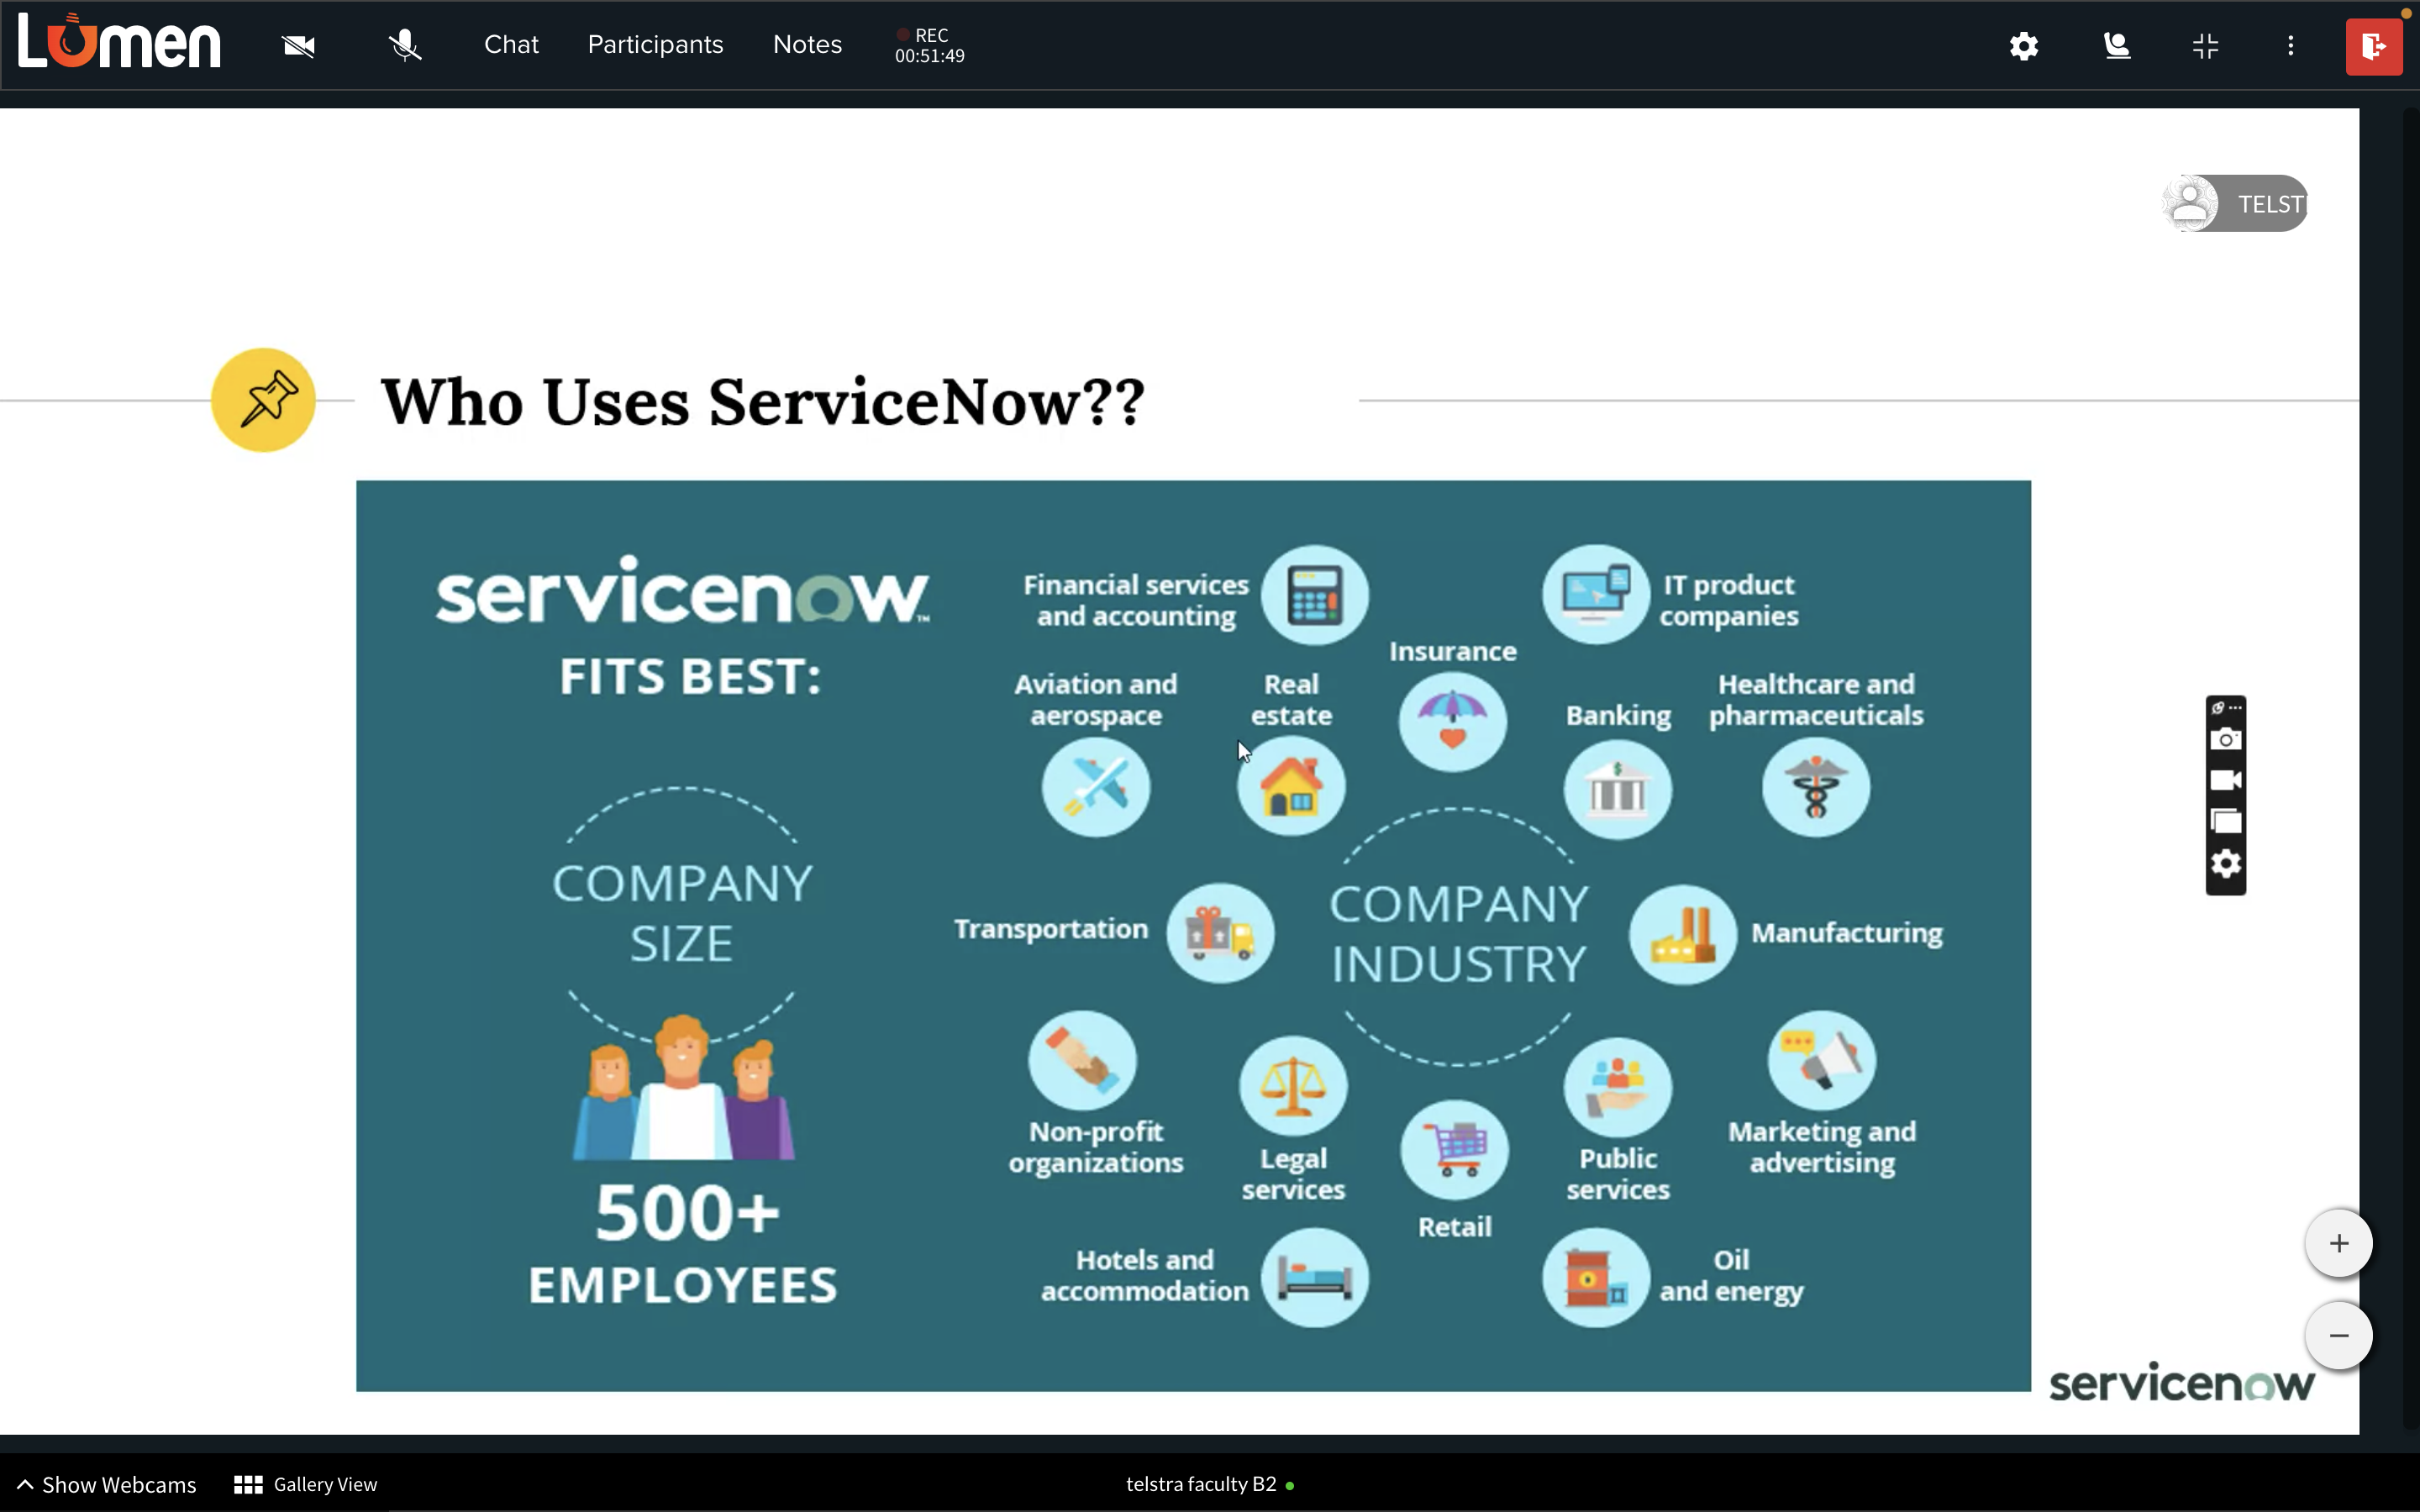 Lumen
Chat
Participants
Notes
REC
00:51:49
TELST
Who Uses ServiceNow??
servicenow™
FITS BEST:
COMPANY
SIZE
500+
EMPLOYEES
Financial services
and accounting
IT product
companies
Insurance
Aviation and
aerospace
Real
estate
Banking
Healthcare and
pharmaceuticals
Transportation
COMPANY
INDUSTRY
Manufacturing
Non-profit
organizations
Legal
services
Retail
Public
services
Marketing and
advertising
Hotels and
accommodation
Oil
and energy
servicenow
Show Webcams
Gallery View
telstra faculty B2